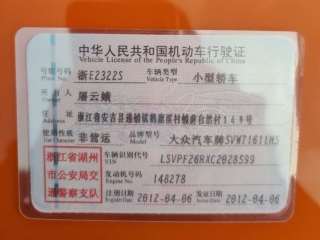 中华人民共和国机动车行驶证
Vehicle License of the People's Republic of China
号牌号码 浙E2322S 车辆类型 小型轿车
Plate No. Vehicle Type
所有人 屠云娥
Owner
住址 浙江省安吉县递铺镇鹤鹿溪村幡麻自然村149号
Address
使用性质 非营运 品牌型号 大众汽车牌SVW71611HS
Use Character Model
浙江省湖州 车辆识别代号 LSVPF26RXC2028599
VIN
市公安局交 发动机号码 148278
Engine No.
通警察支队 注册日期 2012-04-06 发证日期 2012-04-06
Register Date Issue Date